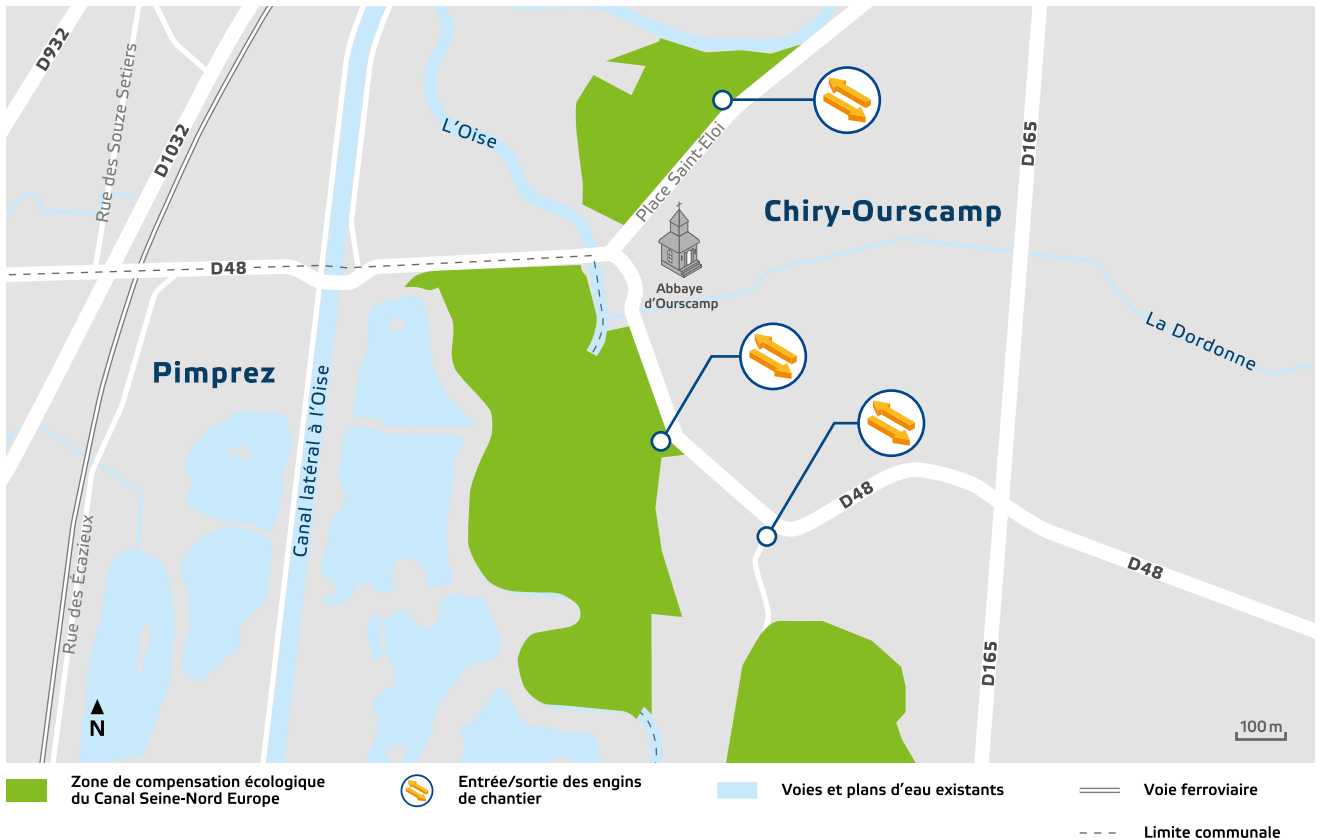 D932
Rue des Souze Setiers
D1032
L'Oise
Place Saint-Éloi
D165
Chiry-Ourscamp
D48
Abbaye
d'Ourscamp
La Dordonne
Pimprez
Canal latéral à l'Oise
D48
Rue des Écazieux
D48
D165
N
100 m
Zone de compensation écologique
du Canal Seine-Nord Europe
Entrée/sortie des engins
de chantier
Voies et plans d'eau existants
Voie ferroviaire
Limite communale